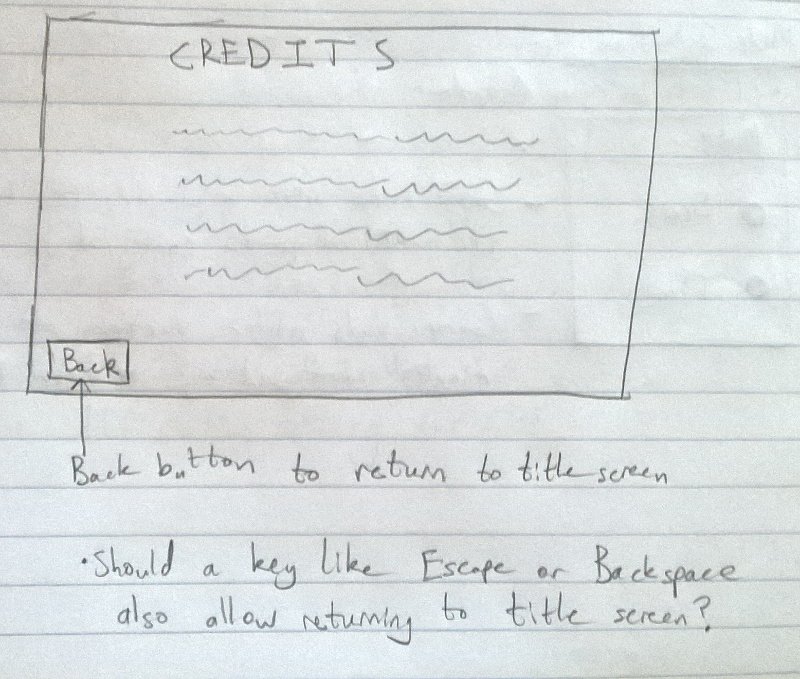 CREDITS
Back
Back button to return to title screen
• Should a key like Escape or Backspace
also allow returning to title screen?